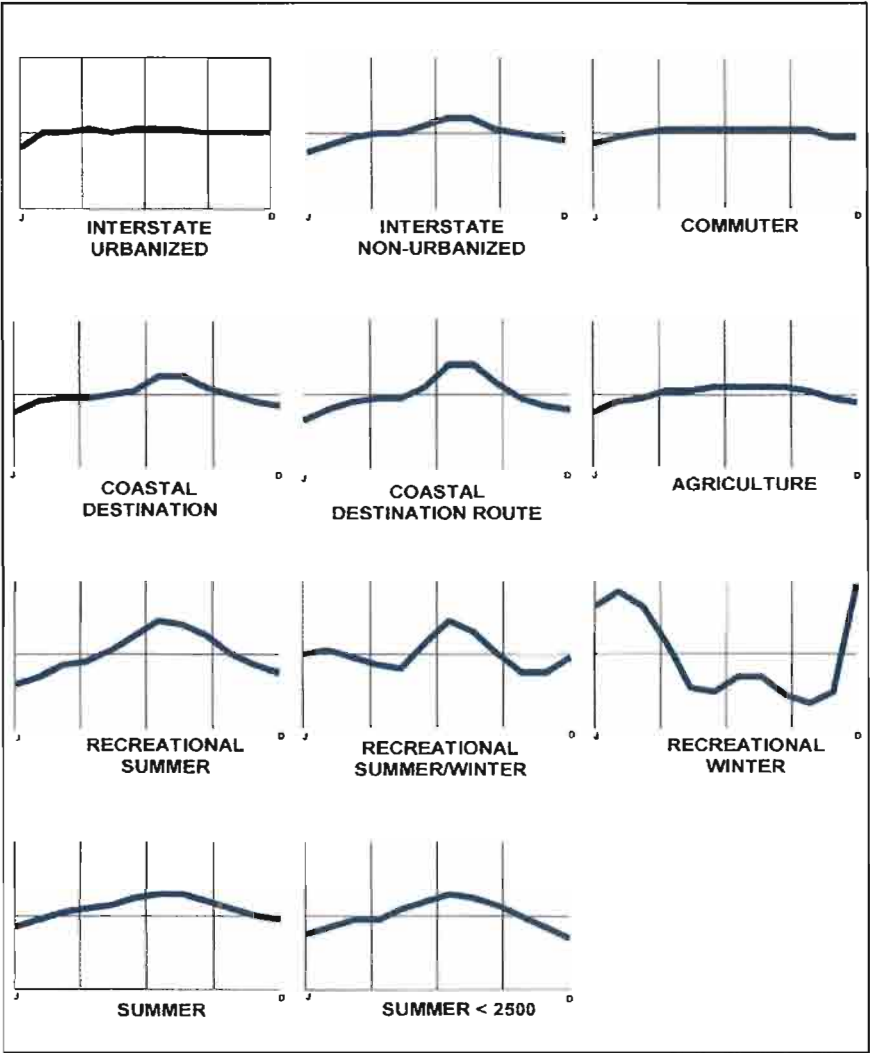 J D
INTERSTATE
URBANIZED
J D
INTERSTATE
NON-URBANIZED
J D
COMMUTER
J D
COASTAL
DESTINATION
J D
COASTAL
DESTINATION ROUTE
J D
AGRICULTURE
J D
RECREATIONAL
SUMMER
J D
RECREATIONAL
SUMMER/WINTER
J D
RECREATIONAL
WINTER
J D
SUMMER
J D
SUMMER < 2500